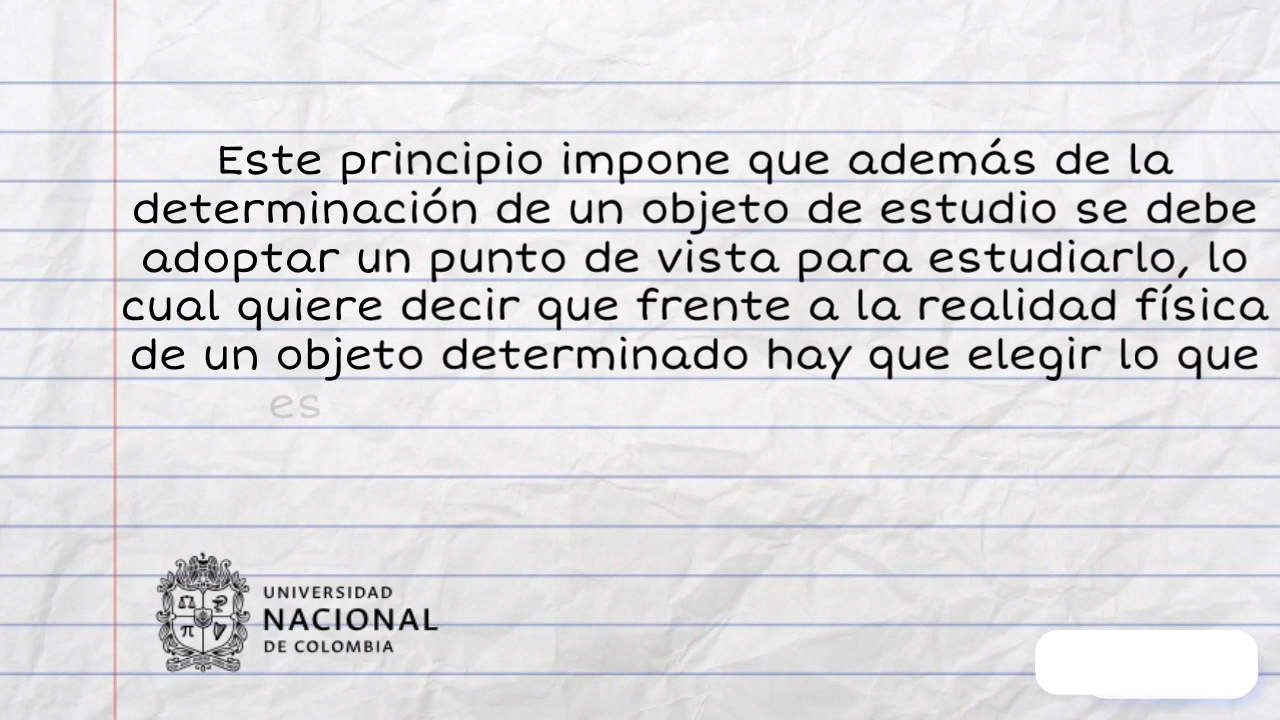 Este principio impone que además de la
determinación de un objeto de estudio se debe
adoptar un punto de vista para estudiarlo, lo
cual quiere decir que frente a la realidad física
de un objeto determinado hay que elegir lo que
es
UNIVERSIDAD
NACIONAL
DE COLOMBIA